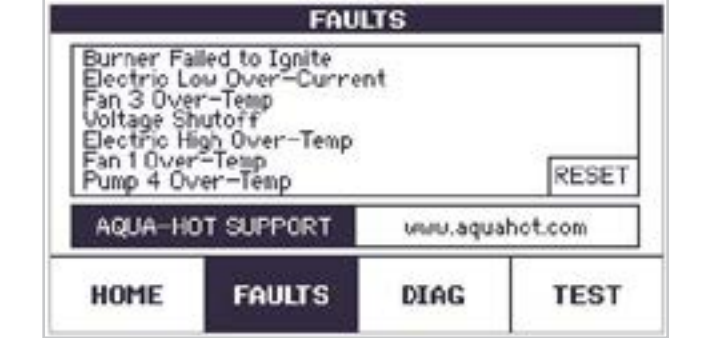 FAULTS
Burner Failed to Ignite
Electric Low Over-Current
Fan 3 Over-Temp
Voltage Shutoff
Electric High Over-Temp
Fan 1 Over-Temp
Pump 4 Over-Temp
RESET
AQUA-HOT SUPPORT www.aquahot.com
HOME FAULTS DIAG TEST